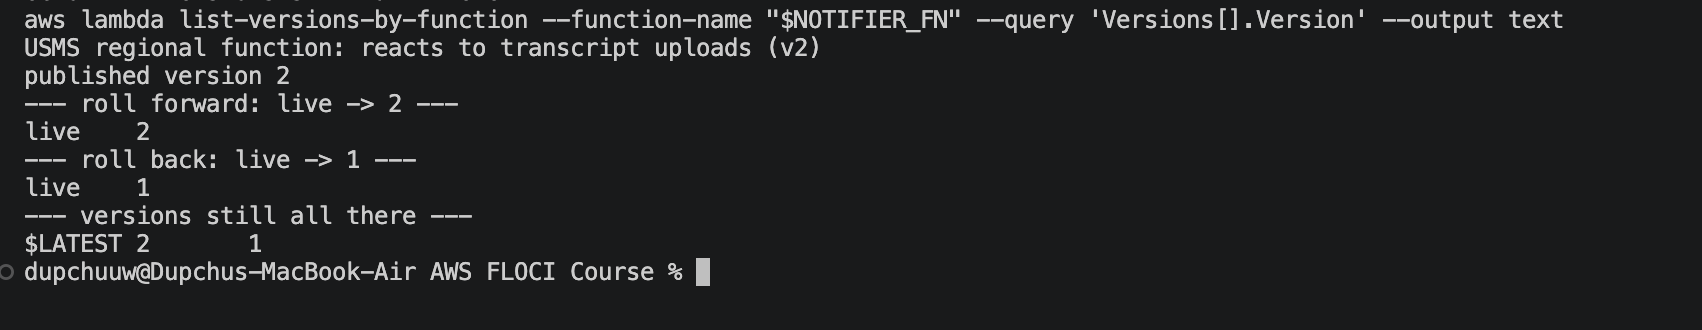 aws lambda list-versions-by-function --function-name "$NOTIFIER_FN" --query 'Versions[].Version' --output text
USMS regional function: reacts to transcript uploads (v2)
published version 2
--- roll forward: live -> 2 ---
live    2
--- roll back: live -> 1 ---
live    1
--- versions still all there ---
$LATEST 2       1
dupchuuw@Dupchus-MacBook-Air AWS FLOCI Course %